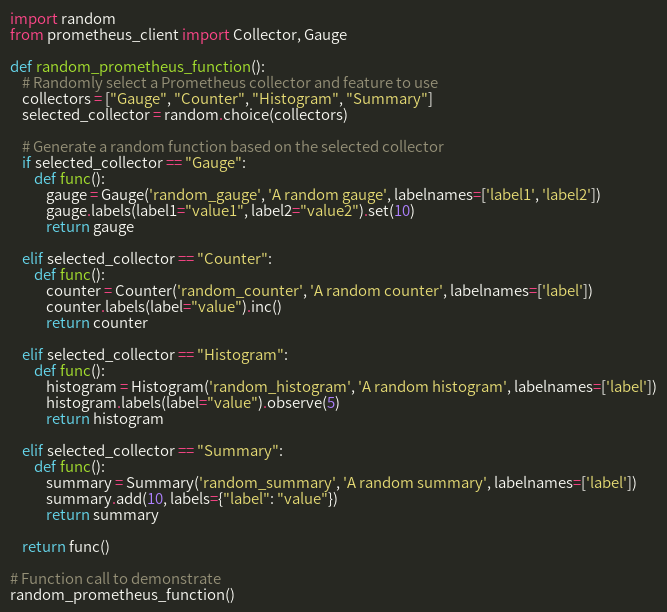 import random
from prometheus_client import Collector, Gauge

def random_prometheus_function():
    # Randomly select a Prometheus collector and feature to use
    collectors = ["Gauge", "Counter", "Histogram", "Summary"]
    selected_collector = random.choice(collectors)

    # Generate a random function based on the selected collector
    if selected_collector == "Gauge":
        def func():
            gauge = Gauge('random_gauge', 'A random gauge', labelnames=['label1', 'label2'])
            gauge.labels(label1="value1", label2="value2").set(10)
            return gauge

    elif selected_collector == "Counter":
        def func():
            counter = Counter('random_counter', 'A random counter', labelnames=['label'])
            counter.labels(label="value").inc()
            return counter

    elif selected_collector == "Histogram":
        def func():
            histogram = Histogram('random_histogram', 'A random histogram', labelnames=['label'])
            histogram.labels(label="value").observe(5)
            return histogram

    elif selected_collector == "Summary":
        def func():
            summary = Summary('random_summary', 'A random summary', labelnames=['label'])
            summary.add(10, labels={"label": "value"})
            return summary

    return func()

# Function call to demonstrate
random_prometheus_function()